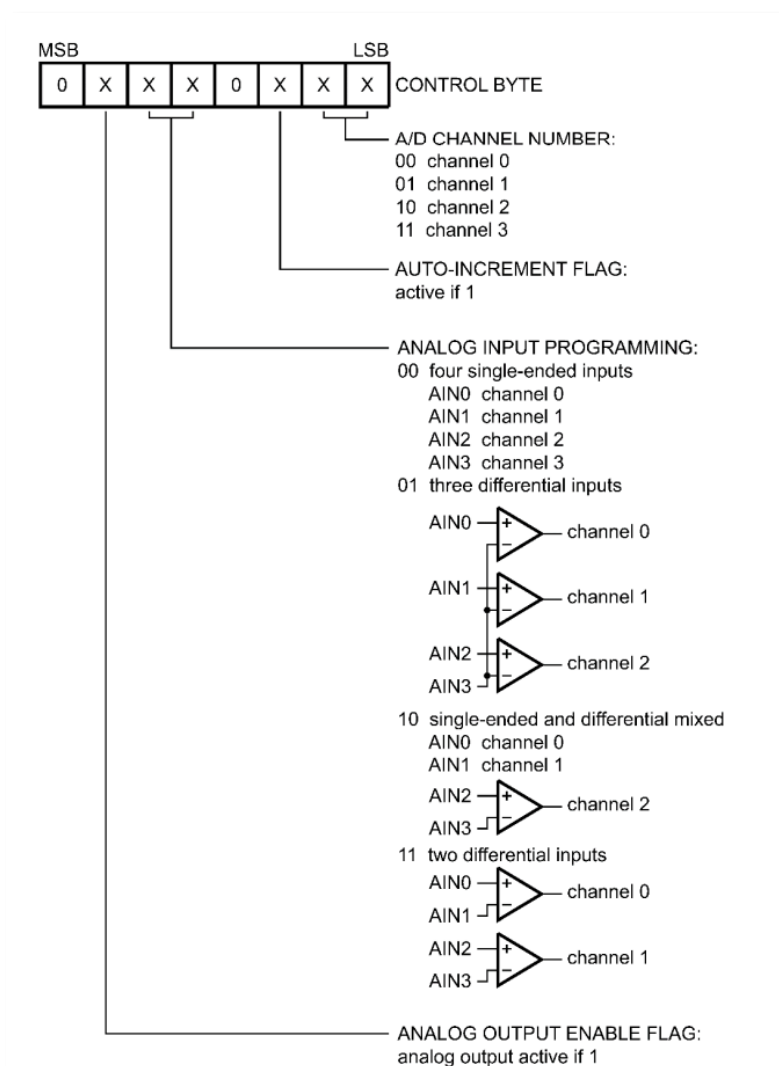 MSB LSB
0 X X X 0 X X X CONTROL BYTE
A/D CHANNEL NUMBER:
00 channel 0
01 channel 1
10 channel 2
11 channel 3
AUTO-INCREMENT FLAG:
active if 1
ANALOG INPUT PROGRAMMING:
00 four single-ended inputs
AIN0 channel 0
AIN1 channel 1
AIN2 channel 2
AIN3 channel 3
01 three differential inputs
AIN0 + − channel 0
AIN1 + − channel 1
AIN2 + − channel 2
AIN3
10 single-ended and differential mixed
AIN0 channel 0
AIN1 channel 1
AIN2 + − channel 2
AIN3
11 two differential inputs
AIN0 + − channel 0
AIN1
AIN2 + − channel 1
AIN3
ANALOG OUTPUT ENABLE FLAG:
analog output active if 1